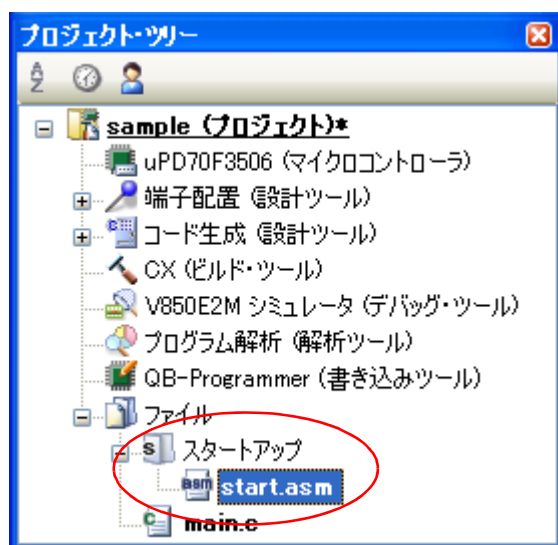 プロジェクト・ツリー
sample (プロジェクト)*
uPD70F3506 (マイクロコントローラ)
端子配置 (設計ツール)
コード生成 (設計ツール)
CX (ビルド・ツール)
V850E2M シミュレータ (デバッグ・ツール)
プログラム解析 (解析ツール)
QB-Programmer (書き込みツール)
ファイル
スタートアップ
start.asm
main.c